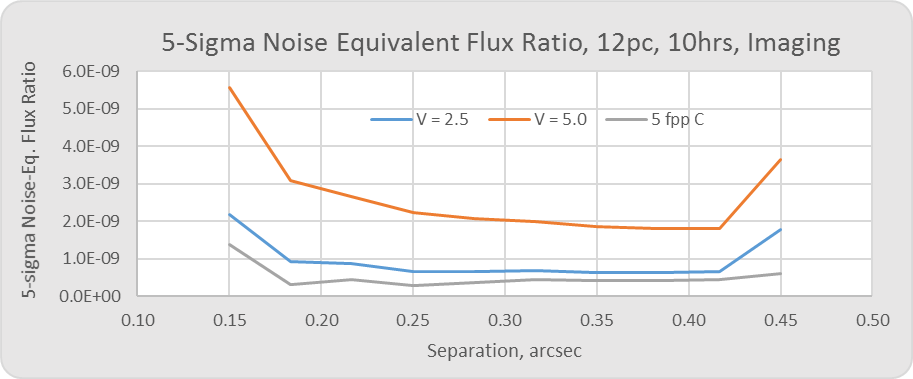 5-Sigma Noise Equivalent Flux Ratio, 12pc, 10hrs, Imaging
5-sigma Noise-Eq. Flux Ratio
6.0E-09
5.0E-09
4.0E-09
3.0E-09
2.0E-09
1.0E-09
0.0E+00
V = 2.5
V = 5.0
5 fpp C
0.10
0.15
0.20
0.25
0.30
0.35
0.40
0.45
0.50
Separation, arcsec